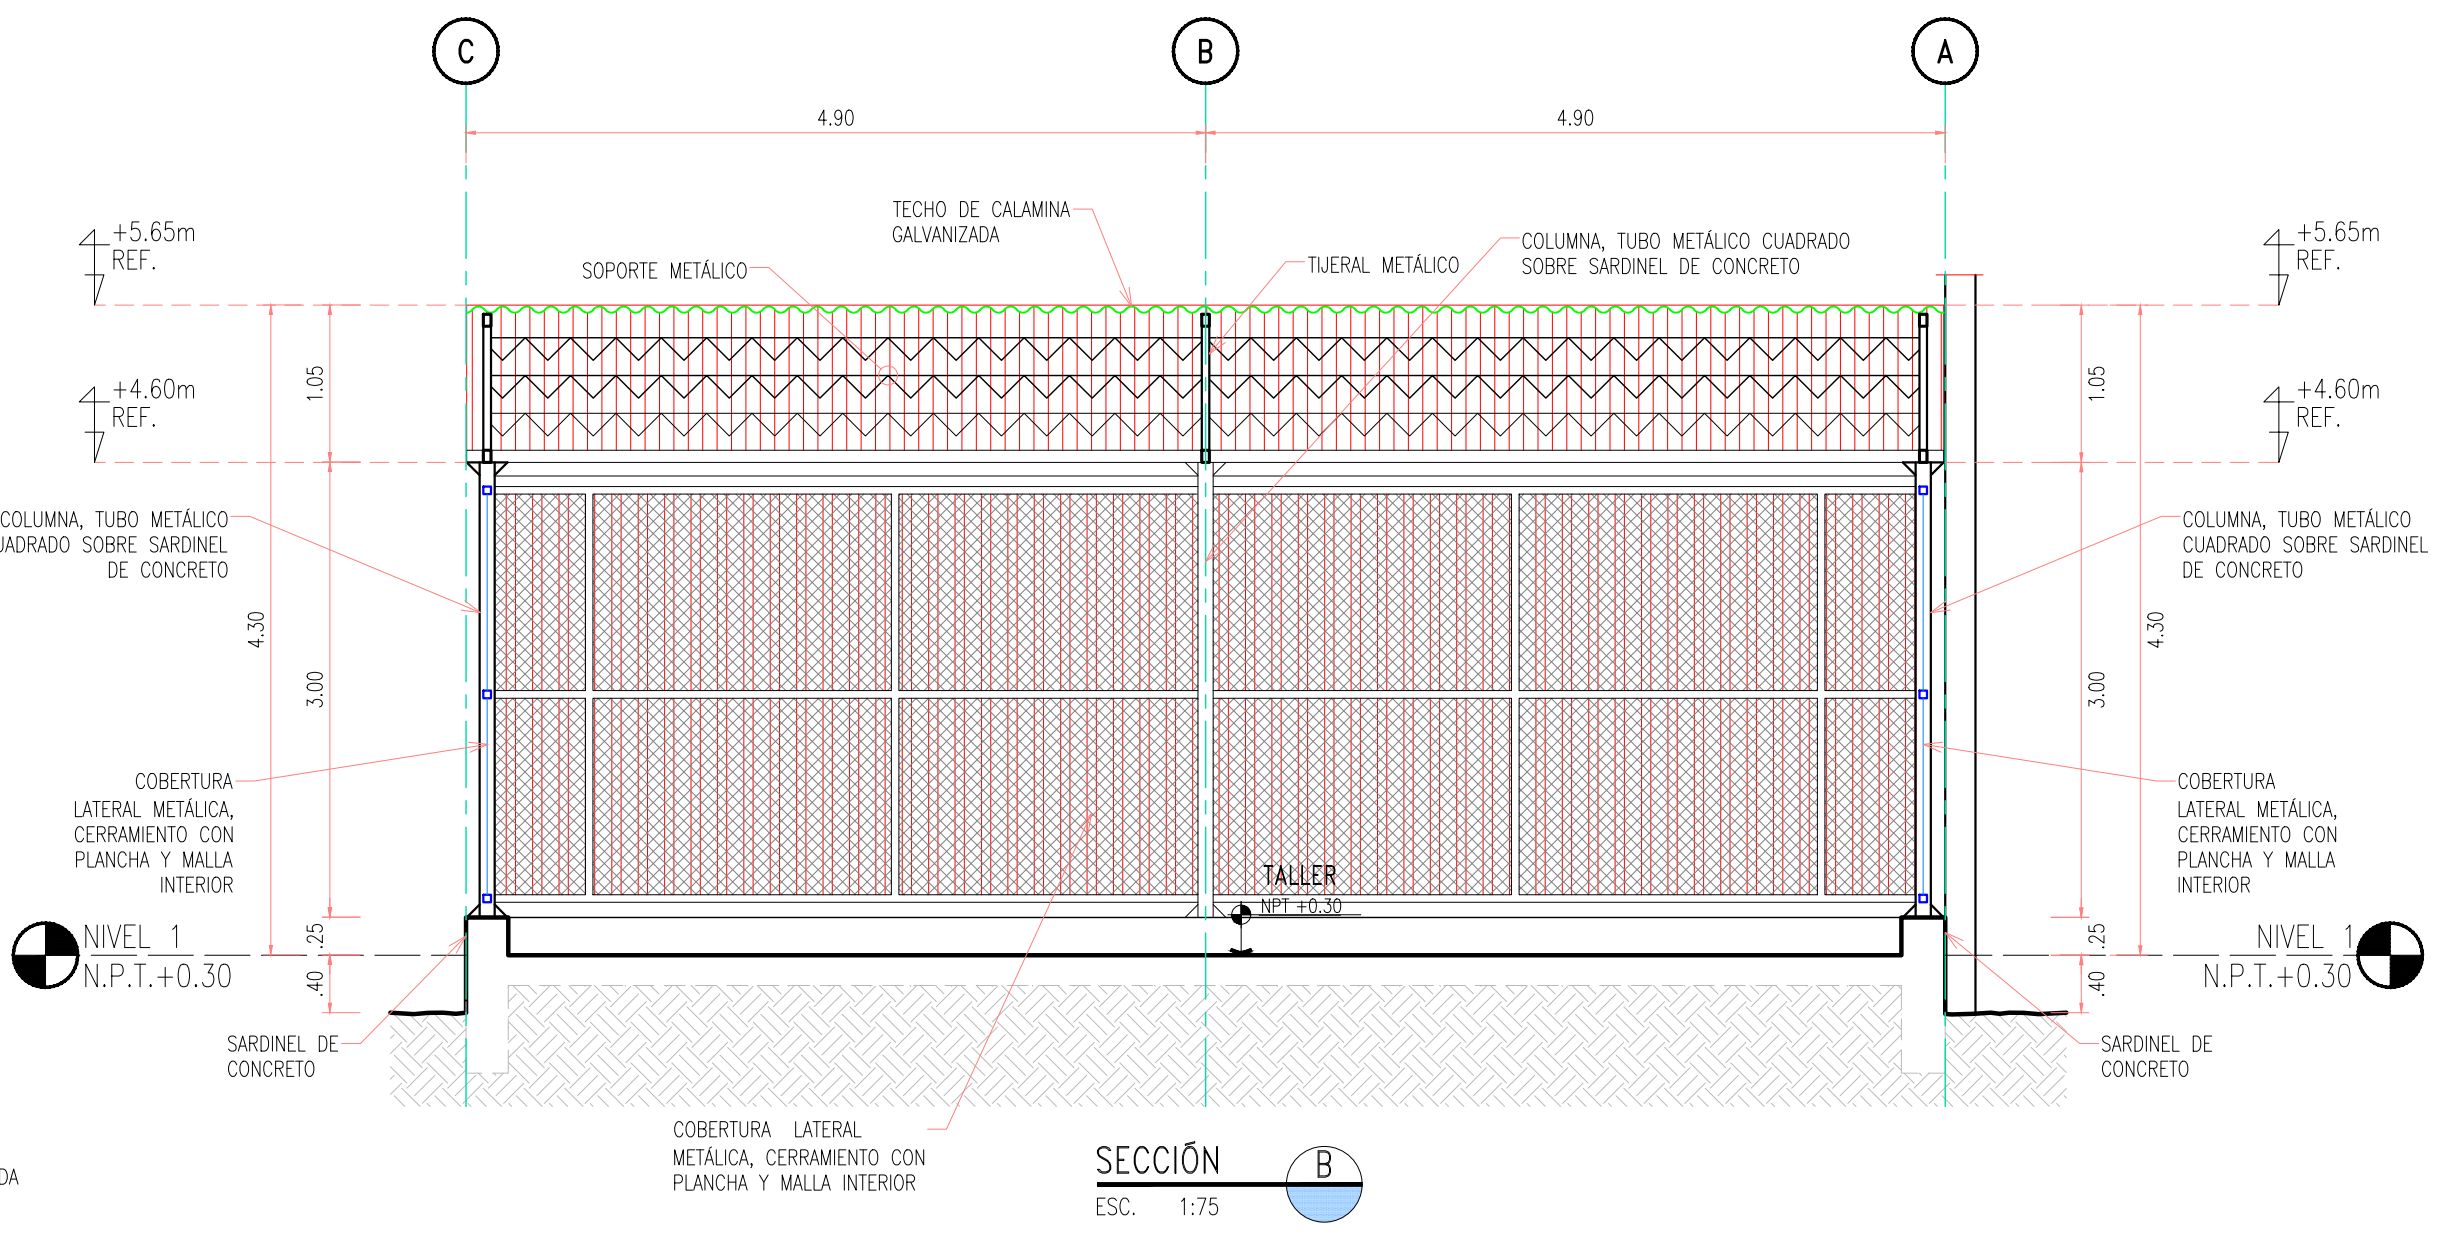 C
B
A
4.90
4.90
TECHO DE CALAMINA
GALVANIZADA
SOPORTE METÁLICO
TIJERAL METÁLICO
COLUMNA, TUBO METÁLICO CUADRADO
SOBRE SARDINEL DE CONCRETO
+5.65m
REF.
+4.60m
REF.
+5.65m
REF.
+4.60m
REF.
1.05
4.30
3.00
.25
.40
1.05
4.30
3.00
.25
.40
COLUMNA, TUBO METÁLICO
UADRADO SOBRE SARDINEL
DE CONCRETO
COBERTURA
LATERAL METÁLICA,
CERRAMIENTO CON
PLANCHA Y MALLA
INTERIOR
COLUMNA, TUBO METÁLICO
CUADRADO SOBRE SARDINEL
DE CONCRETO
COBERTURA
LATERAL METÁLICA,
CERRAMIENTO CON
PLANCHA Y MALLA
INTERIOR
TALLER
NPT +0.30
NIVEL 1
N.P.T.+0.30
NIVEL 1
N.P.T.+0.30
SARDINEL DE
CONCRETO
SARDINEL DE
CONCRETO
COBERTURA LATERAL
METÁLICA, CERRAMIENTO CON
PLANCHA Y MALLA INTERIOR
DA
SECCIÓN
B
ESC. 1:75